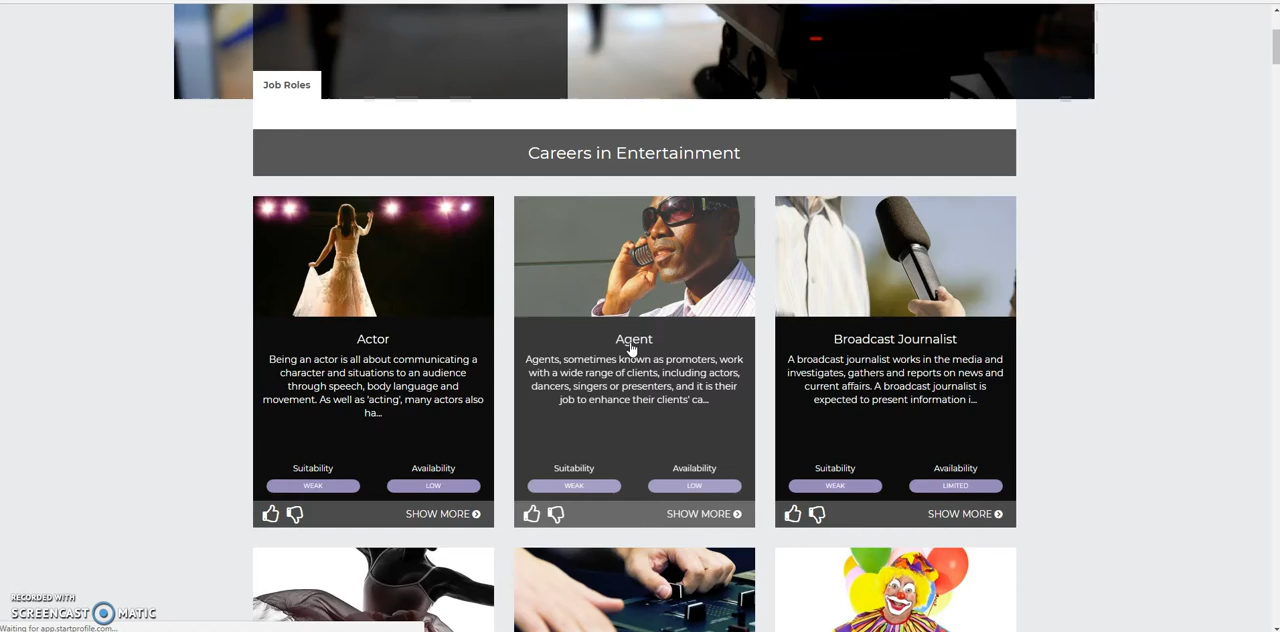 Job Roles
Careers in Entertainment
Actor
Being an actor is all about communicating a
character and situations to an audience
through speech, body language and
movement. As well as 'acting', many actors also
ha...
Suitability
Availability
WEAK
LOW
SHOW MORE
Agent
Agents, sometimes known as promoters, work
with a wide range of clients, including actors,
dancers, singers or presenters, and it is their
job to enhance their clients' ca...
Suitability
Availability
WEAK
LOW
SHOW MORE
Broadcast Journalist
A broadcast journalist works in the media and
investigates, gathers and reports on news and
current affairs. A broadcast journalist is
expected to present information i...
Suitability
Availability
WEAK
LIMITED
SHOW MORE
RECORDED WITH
SCREENCAST MATIC
Waiting for app.startprofile.com...